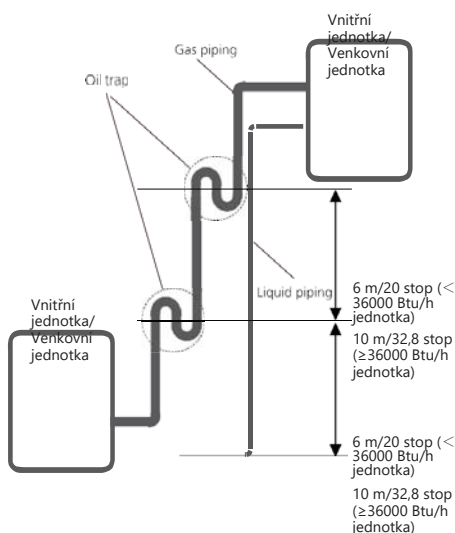 Vnitřní
jednotka/
Venkovní
jednotka
Gas piping
Oil trap
Liquid piping
6 m/20 stop (<
36000 Btu/h
jednotka)
Vnitřní
jednotka/
Venkovní
jednotka
10 m/32,8 stop
(≥36000 Btu/h
jednotka)
6 m/20 stop (<
36000 Btu/h
jednotka)
10 m/32,8 stop
(≥36000 Btu/h
jednotka)